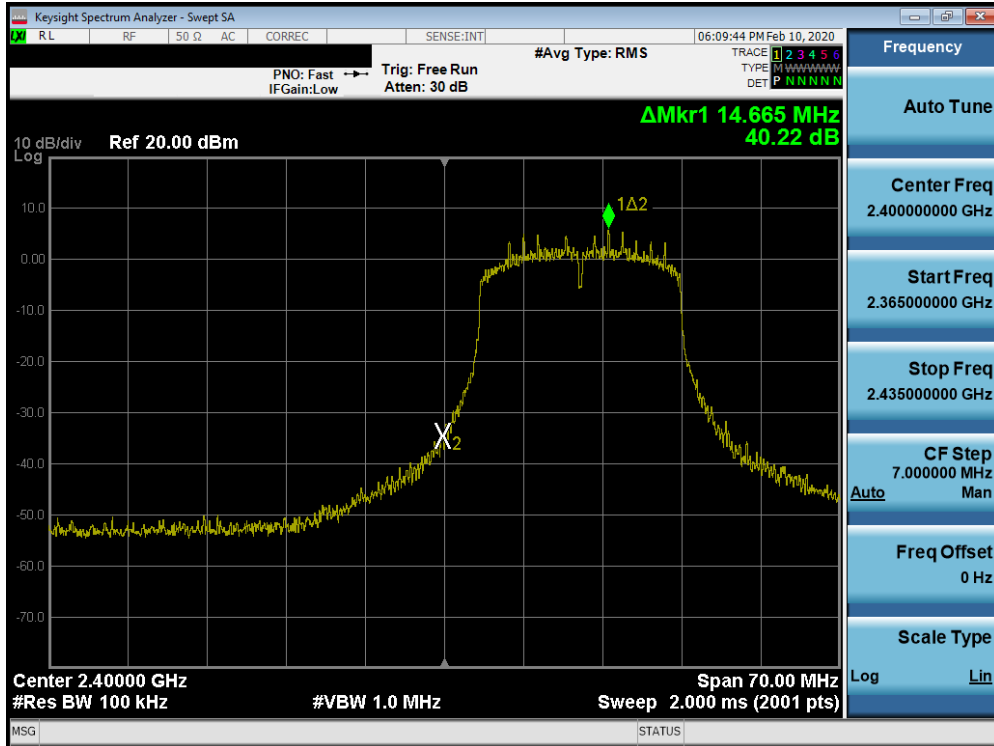 Keysight Spectrum Analyzer - Swept SA
LXI RL RF 50 Ω AC CORREC SENSE:INT 06:09:44 PM Feb 10, 2020
PNO: Fast
IFGain:Low
Trig: Free Run
Atten: 30 dB
#Avg Type: RMS
TRACE 1 2 3 4 5 6
TYPE M W W W W W
DET P N N N N N
ΔMkr1 14.665 MHz
40.22 dB
10 dB/div Ref 20.00 dBm
Log
10.0
0.00
-10.0
-20.0
-30.0
-40.0
-50.0
-60.0
-70.0
1Δ2
X2
Center 2.40000 GHz Span 70.00 MHz
#Res BW 100 kHz #VBW 1.0 MHz Sweep 2.000 ms (2001 pts)
MSG STATUS
Frequency
Auto Tune
Center Freq
2.400000000 GHz
Start Freq
2.365000000 GHz
Stop Freq
2.435000000 GHz
CF Step
7.000000 MHz
Auto Man
Freq Offset
0 Hz
Scale Type
Log Lin